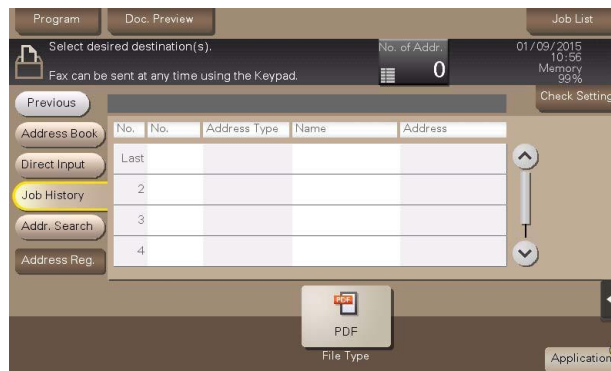 Program
Doc. Preview
Job List
Select desired destination(s).
Fax can be sent at any time using the Keypad.
No. of Addr.
0
01/09/2015
10:56
Memory
99%
Check Setting
Previous
Address Book
Direct Input
Job History
Addr. Search
Address Reg.
No. No. Address Type Name Address
Last
2
3
4
PDF
PDF
File Type
Application